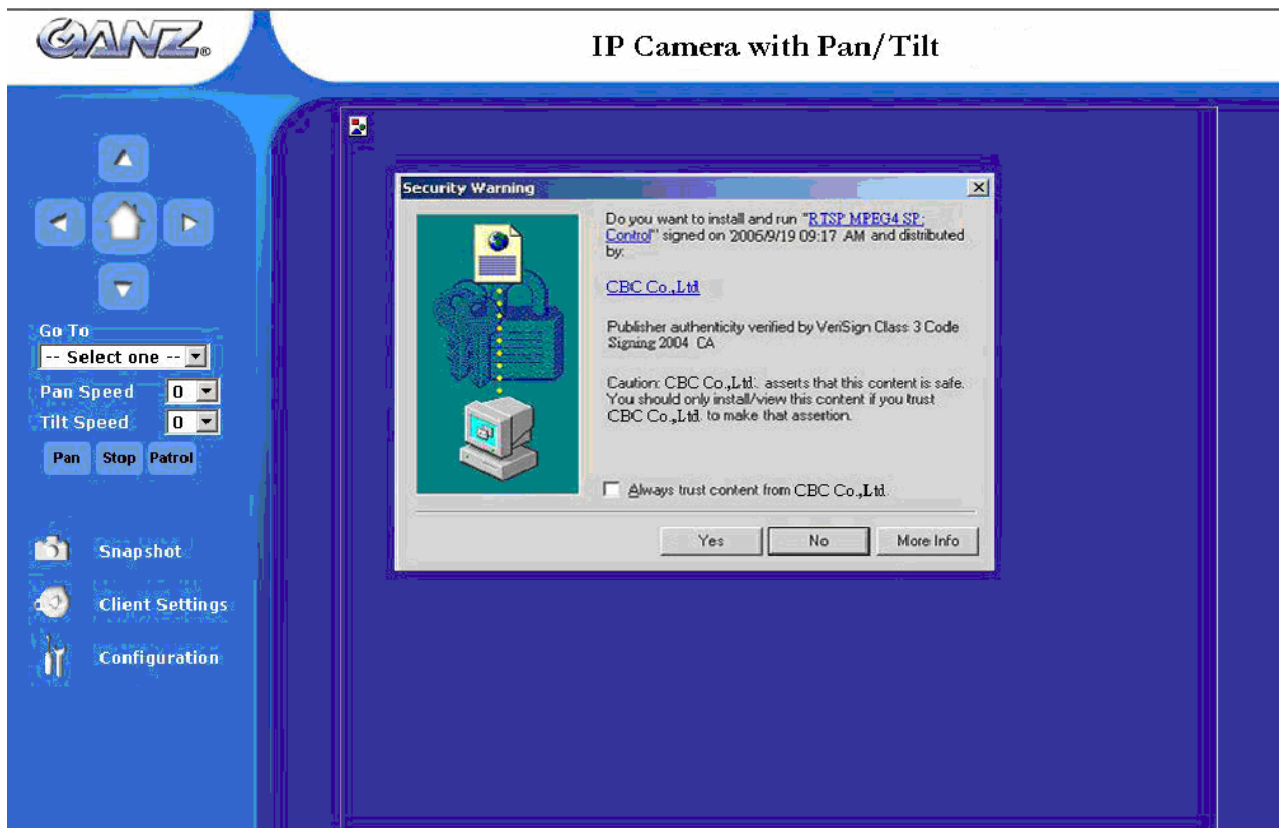 GANZ®
IP Camera with Pan/Tilt
Go To
-- Select one --
Pan Speed 0
Tilt Speed 0
Pan Stop Patrol
Snapshot
Client Settings
Configuration
Security Warning
Do you want to install and run "RTSP MPEG4 SP
Control" signed on 2006/9/19 09:17 AM and distributed
by:
CBC Co.,Ltd
Publisher authenticity verified by VeriSign Class 3 Code
Signing 2004 CA
Caution: CBC Co.,Ltd. asserts that this content is safe.
You should only install/view this content if you trust
CBC Co.,Ltd. to make that assertion.
Always trust content from CBC Co.,Ltd.
Yes No More Info